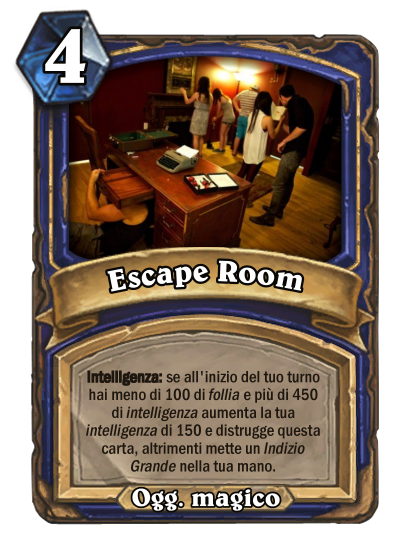 4
Escape Room
Intelligenza: se all'inizio del tuo turno
hai meno di 100 di follia e più di 450
di intelligenza aumenta la tua
intelligenza di 150 e distrugge questa
carta, altrimenti mette un Indizio
Grande nella tua mano.
Ogg. magico